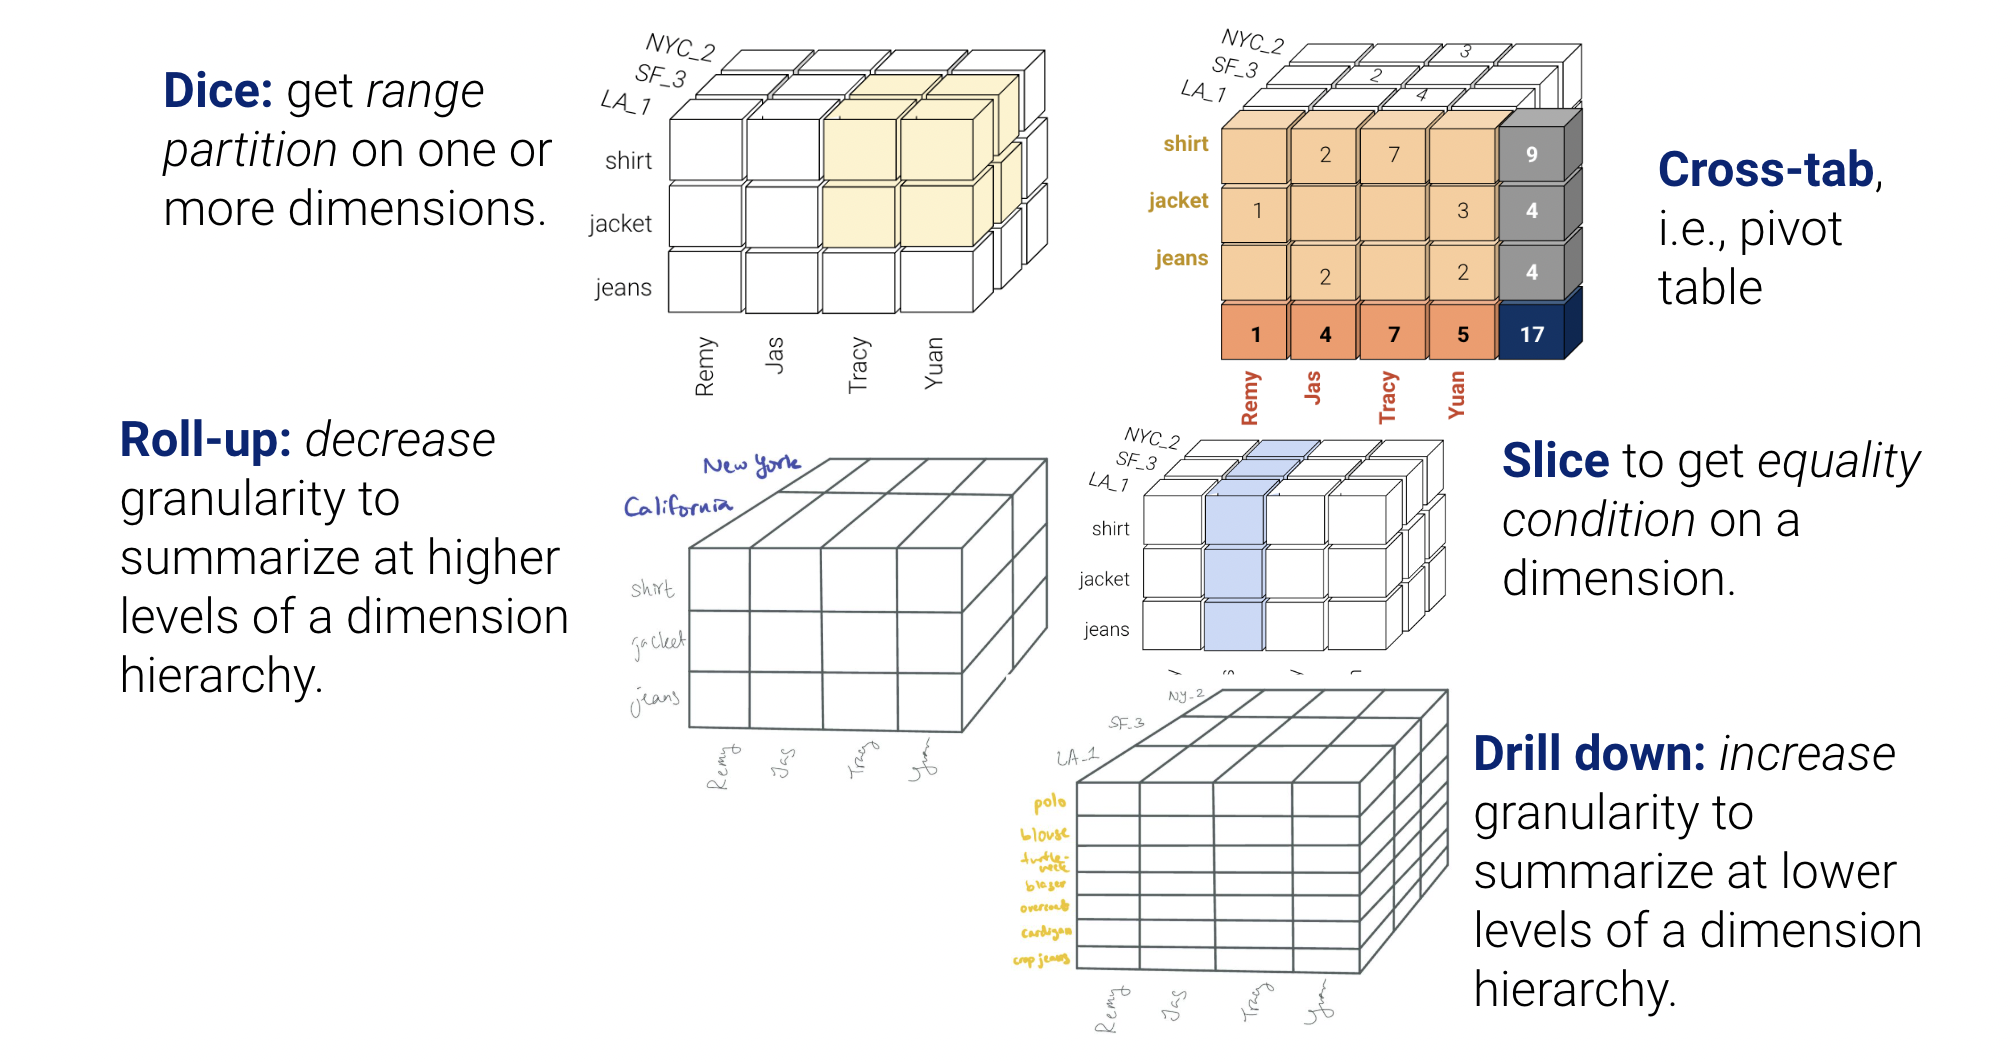 Dice: get range
partition on one or
more dimensions.
NYC_2
SF_3
LA_1
shirt
jacket
jeans
Remy
Jas
Tracy
Yuan
NYC_2
SF_3
LA_1
3
2
4
shirt
2 7 9
jacket
1 3 4
jeans
2 2 4
1 4 7 5 17
Remy
Jas
Tracy
Yuan
Cross-tab,
i.e., pivot
table
Roll-up: decrease
granularity to
summarize at higher
levels of a dimension
hierarchy.
New York
California
shirt
jacket
jeans
Remy
Jas
Tracy
Yuan
NYC_2
SF_3
LA_1
shirt
jacket
jeans
Slice to get equality
condition on a
dimension.
NY_2
SF_3
LA_1
polo
blouse
turtle-
neck
blazer
overcoat
cardigan
crop jeans
Remy
Jas
Tracy
Yuan
Drill down: increase
granularity to
summarize at lower
levels of a dimension
hierarchy.